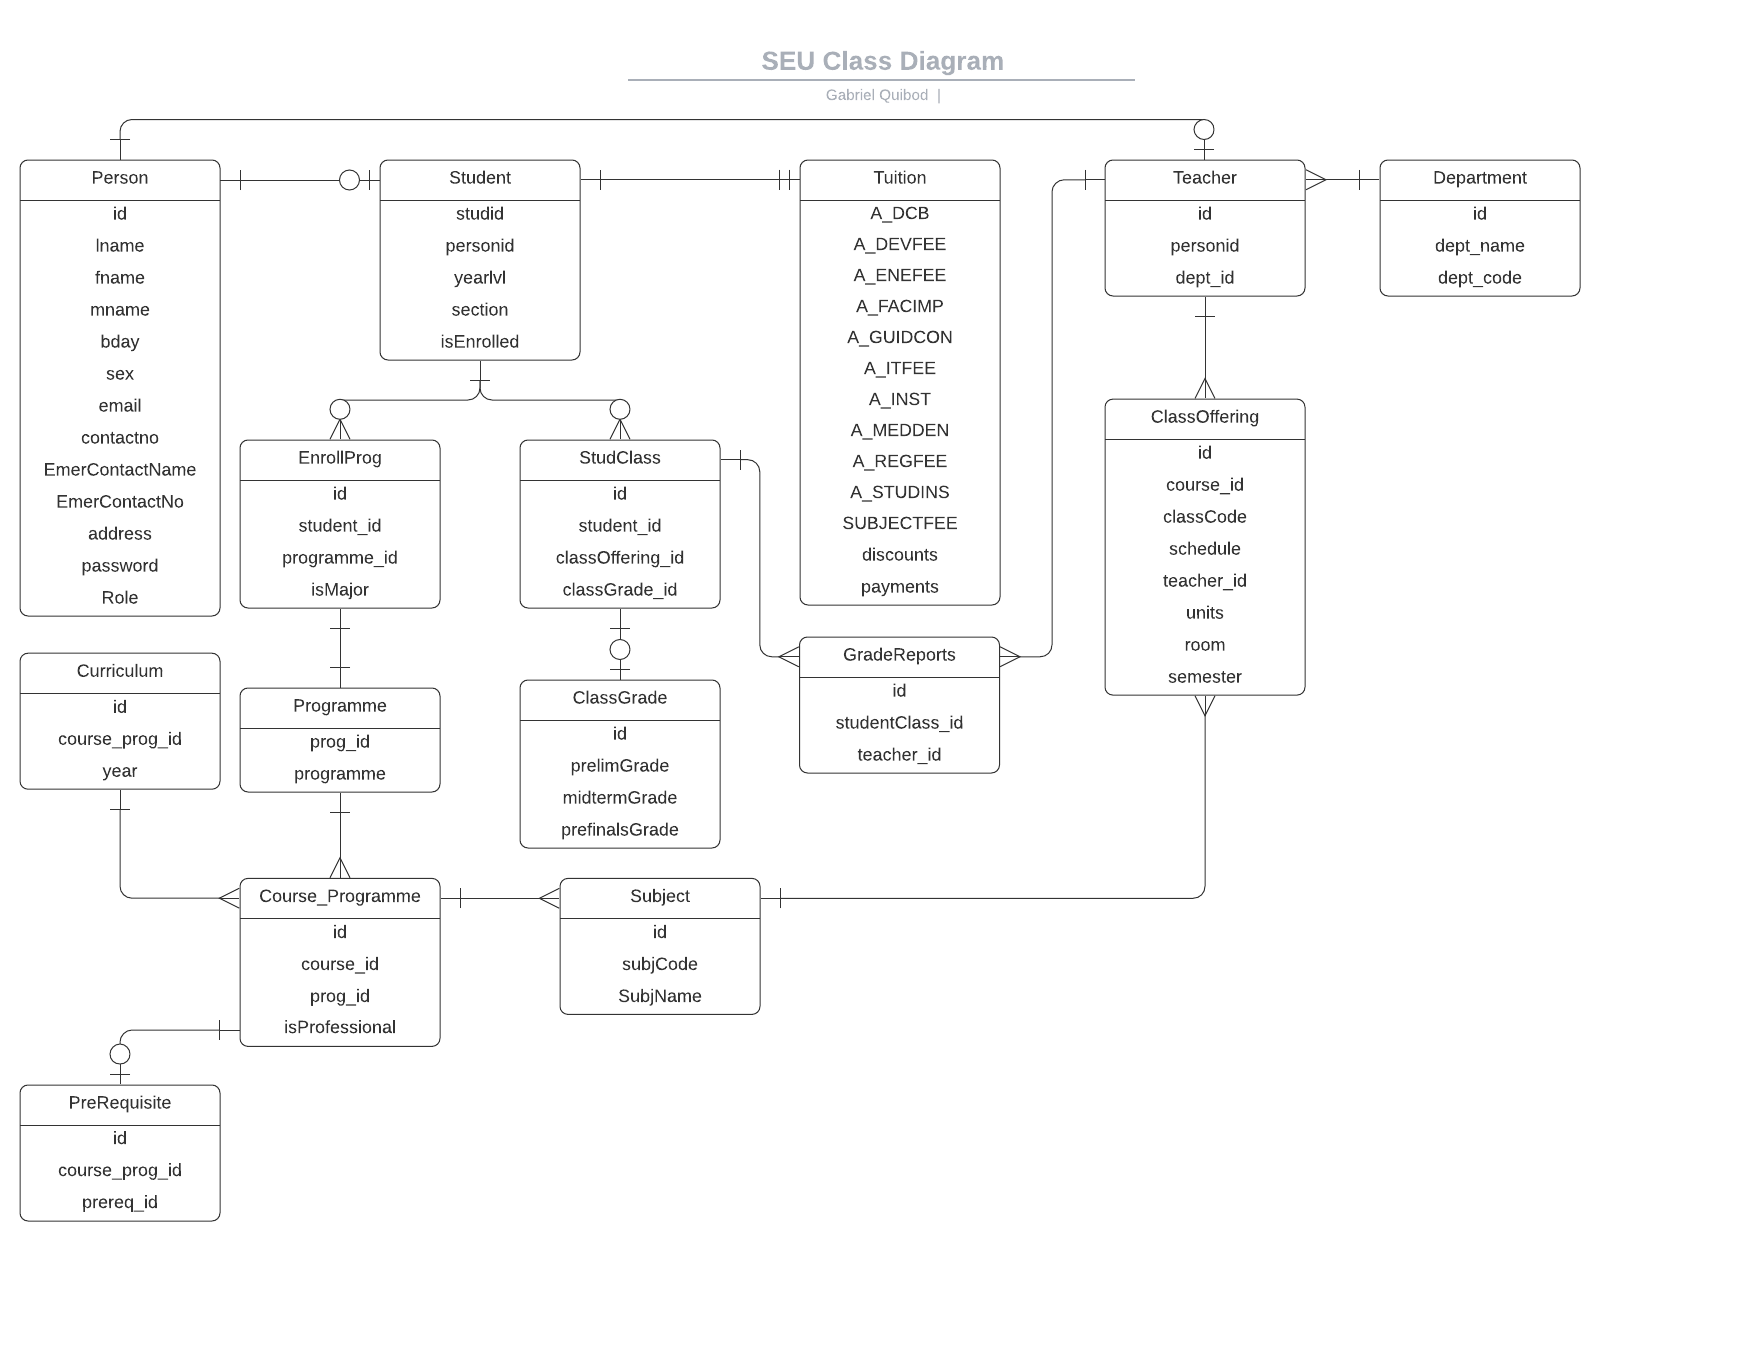 SEU Class Diagram
Gabriel Quibod |
Person
id
lname
fname
mname
bday
sex
email
contactno
EmerContactName
EmerContactNo
address
password
Role
Student
studid
personid
yearlvl
section
isEnrolled
Tuition
A_DCB
A_DEVFEE
A_ENEFEE
A_FACIMP
A_GUIDCON
A_ITFEE
A_INST
A_MEDDEN
A_REGFEE
A_STUDINS
SUBJECTFEE
discounts
payments
Teacher
id
personid
dept_id
Department
id
dept_name
dept_code
EnrollProg
id
student_id
programme_id
isMajor
StudClass
id
student_id
classOffering_id
classGrade_id
ClassOffering
id
course_id
classCode
schedule
teacher_id
units
room
semester
Curriculum
id
course_prog_id
year
Programme
prog_id
programme
ClassGrade
id
prelimGrade
midtermGrade
prefinalsGrade
GradeReports
id
studentClass_id
teacher_id
Course_Programme
id
course_id
prog_id
isProfessional
Subject
id
subjCode
SubjName
PreRequisite
id
course_prog_id
prereq_id